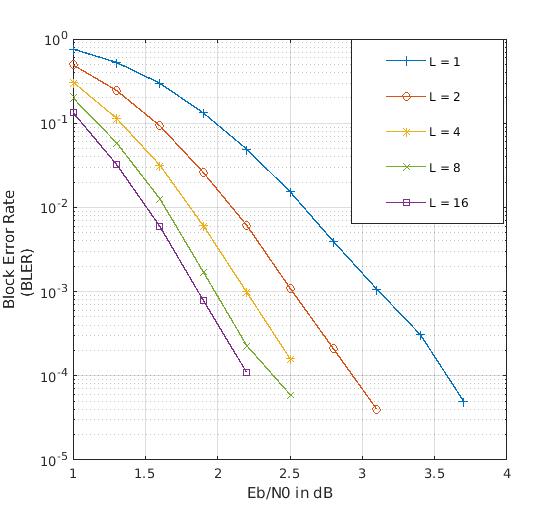 10^0
10^-1
10^-2
10^-3
10^-4
10^-5
Block Error Rate
(BLER)
L = 1
L = 2
L = 4
L = 8
L = 16
1 1.5 2 2.5 3 3.5 4
Eb/N0 in dB